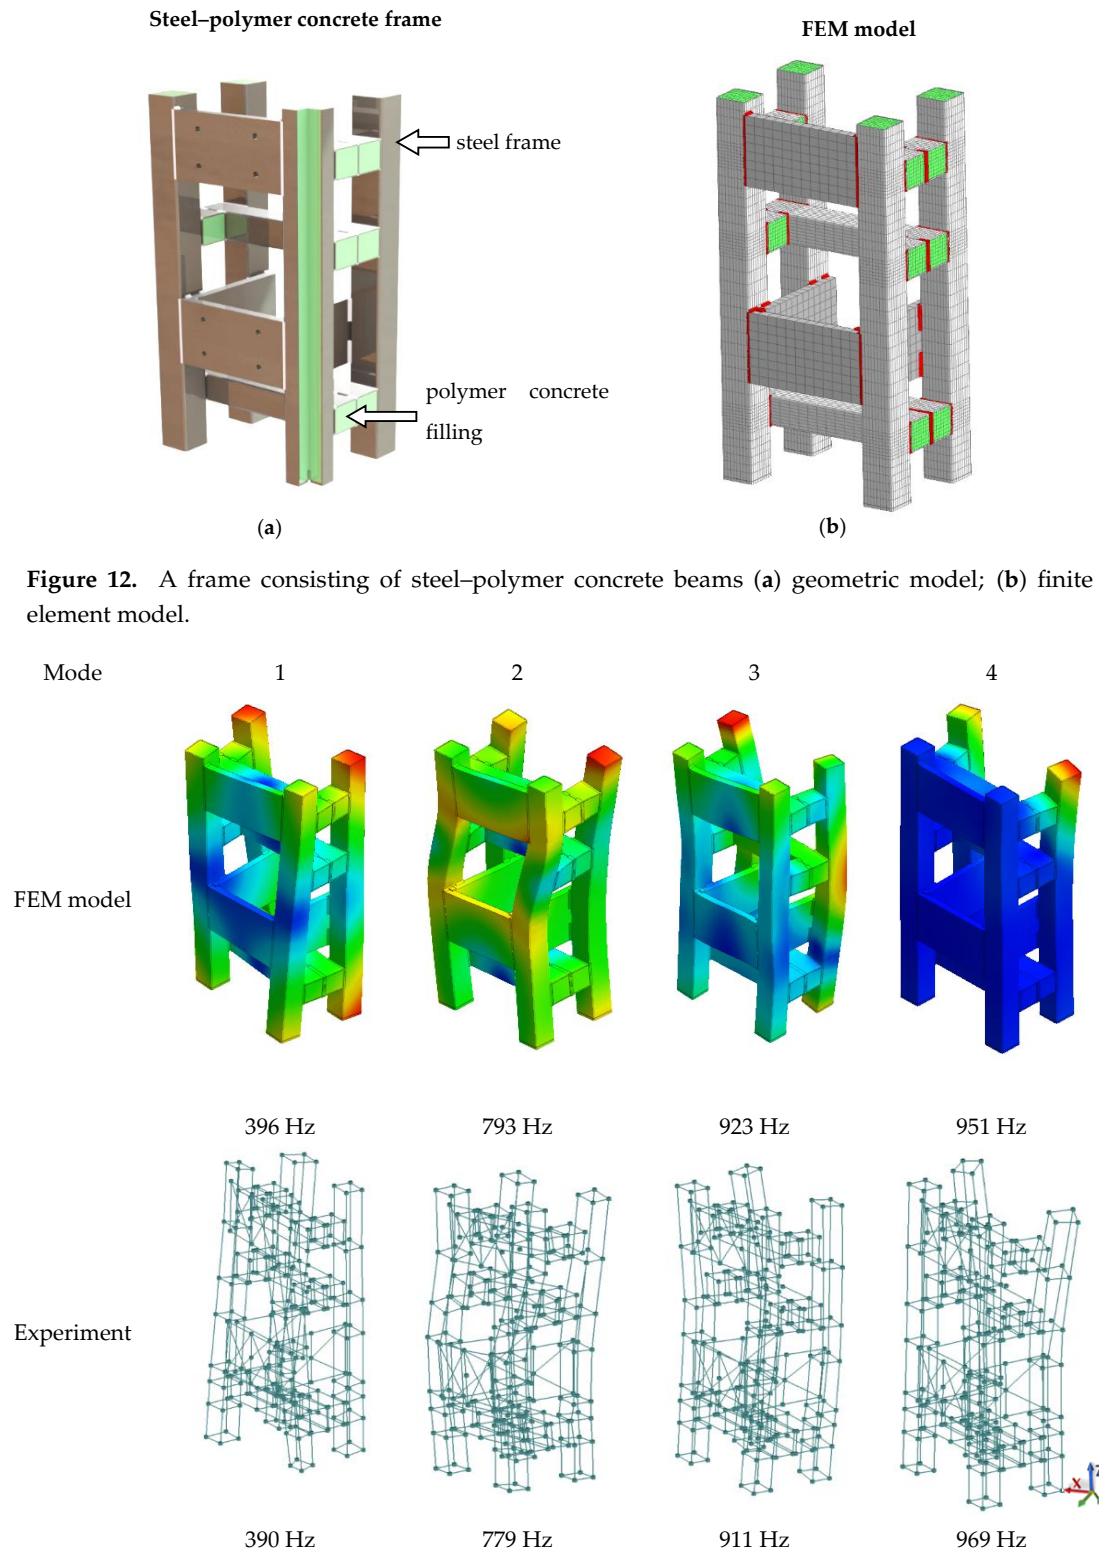 Steel–polymer concrete frame
FEM model
steel frame
polymer concrete
filling
(a)
(b)
Figure 12. A frame consisting of steel–polymer concrete beams (a) geometric model; (b) finite
element model.
Mode 1 2 3 4
FEM model
396 Hz 793 Hz 923 Hz 951 Hz
Experiment
X Z
390 Hz 779 Hz 911 Hz 969 Hz